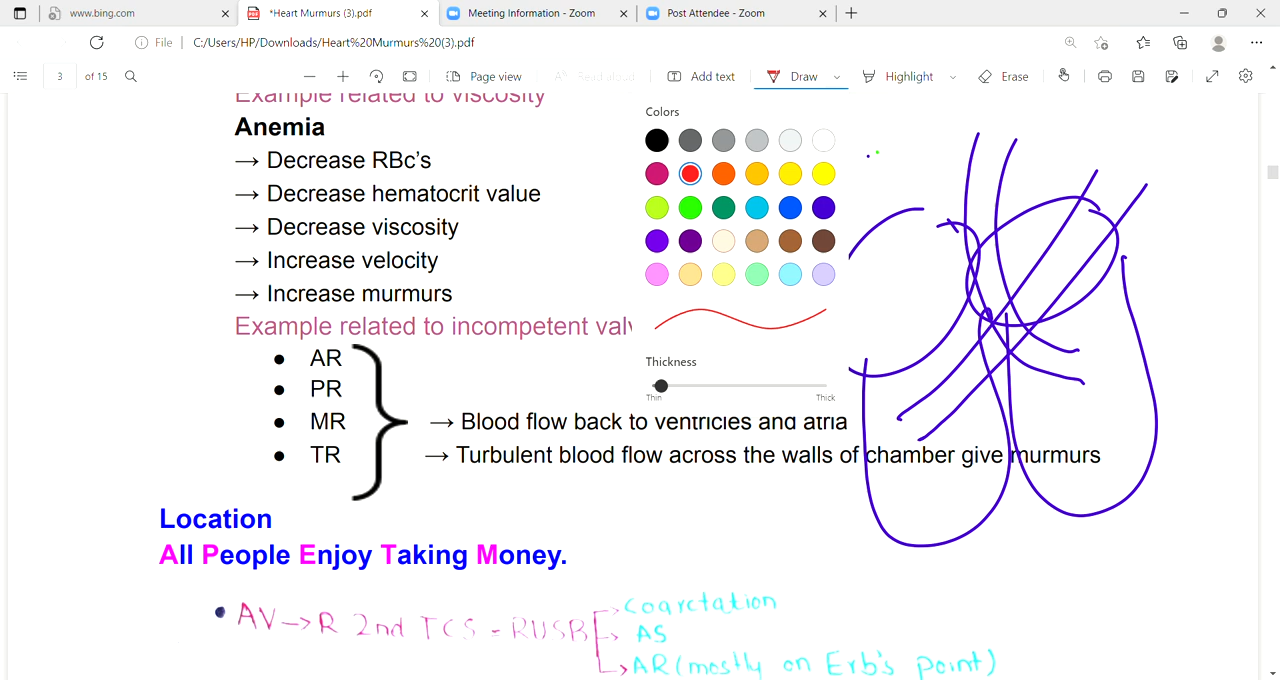 www.bing.com
*Heart Murmurs (3).pdf
Meeting Information - Zoom
Post Attendee - Zoom
File
C:/Users/HP/Downloads/Heart%20Murmurs%20(3).pdf
3 of 15
Page view
Read aloud
Add text
Draw
Highlight
Erase
Example related to viscosity
Anemia
→ Decrease RBc's
→ Decrease hematocrit value
→ Decrease viscosity
→ Increase velocity
→ Increase murmurs
Example related to incompetent
Colors
Thickness
Thin
Thick
● AR
● PR
● MR → Blood flow back to ventricles and atria
● TR → Turbulent blood flow across the walls of chamber give murmurs
Location
All People Enjoy Taking Money.
• AV → R 2nd ICS = RUSB
→ Coarctation
→ AS
→ AR (mostly on Erb's point)